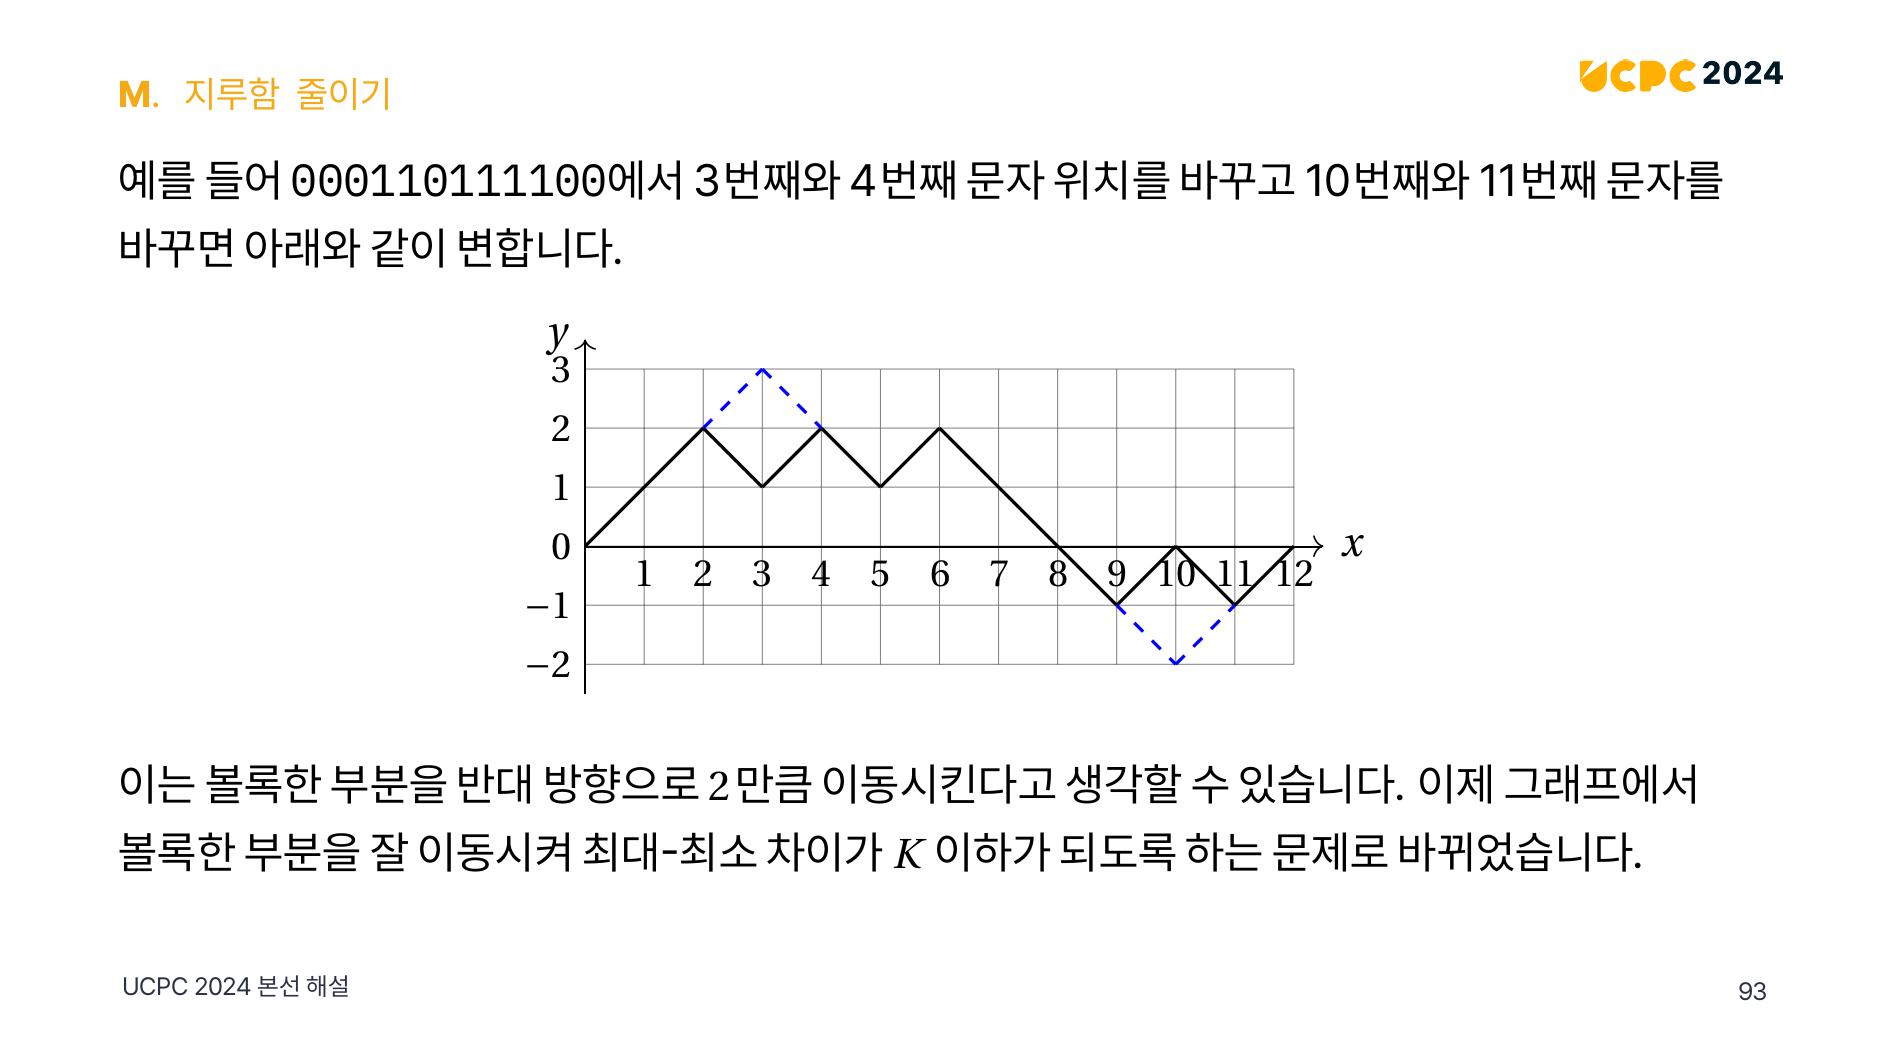 M. 지루함 줄이기
UCPC 2024
예를 들어 000110111100에서 3번째와 4번째 문자 위치를 바꾸고 10번째와 11번째 문자를
바꾸면 아래와 같이 변합니다.
y
3
2
1
0
1 2 3 4 5 6 7 8 9 10 11 12
x
−1
−2
이는 볼록한 부분을 반대 방향으로 2만큼 이동시킨다고 생각할 수 있습니다. 이제 그래프에서
볼록한 부분을 잘 이동시켜 최대-최소 차이가 K 이하가 되도록 하는 문제로 바뀌었습니다.
UCPC 2024 본선 해설
93